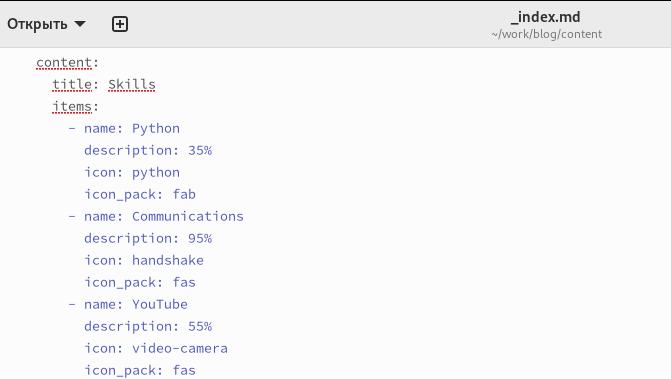 Открыть
_index.md
~/work/blog/content
content:
title: Skills
items:
- name: Python
description: 35%
icon: python
icon_pack: fab
- name: Communications
description: 95%
icon: handshake
icon_pack: fas
- name: YouTube
description: 55%
icon: video-camera
icon_pack: fas